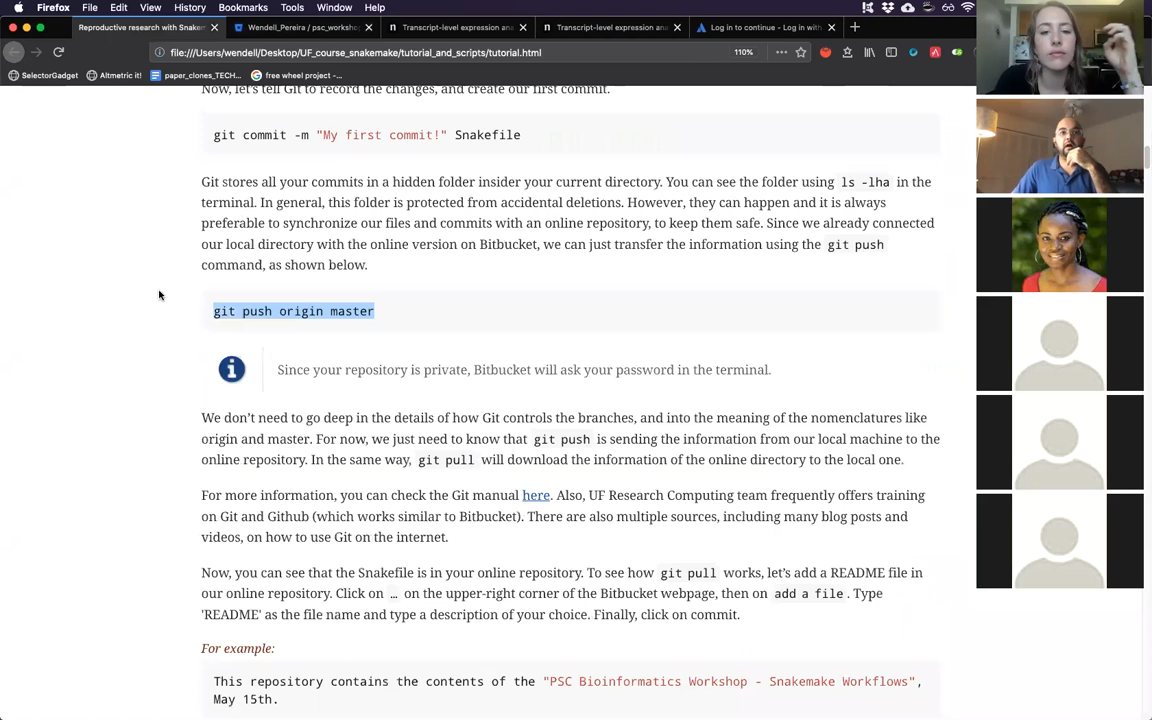 Firefox File Edit View History Bookmarks Tools Window Help
Reproductive research with Snakem
Wendell_Pereira / psc_worksho
Transcript-level expression ana
Transcript-level expression ana
Log in to continue - Log in with
file:///Users/wendell/Desktop/UF_course_snakemake/tutorial_and_scripts/tutorial.html 110%
SelectorGadget Altmetric it! paper_clones_TECH... free wheel project -...
Now, let's tell Git to record the changes, and create our first commit.
git commit -m "My first commit!" Snakefile
Git stores all your commits in a hidden folder insider your current directory. You can see the folder using ls -lha in the
terminal. In general, this folder is protected from accidental deletions. However, they can happen and it is always
preferable to synchronize our files and commits with an online repository, to keep them safe. Since we already connected
our local directory with the online version on Bitbucket, we can just transfer the information using the git push
command, as shown below.
git push origin master
Since your repository is private, Bitbucket will ask your password in the terminal.
We don't need to go deep in the details of how Git controls the branches, and into the meaning of the nomenclatures like
origin and master. For now, we just need to know that git push is sending the information from our local machine to the
online repository. In the same way, git pull will download the information of the online directory to the local one.
For more information, you can check the Git manual here. Also, UF Research Computing team frequently offers training
on Git and Github (which works similar to Bitbucket). There are also multiple sources, including many blog posts and
videos, on how to use Git on the internet.
Now, you can see that the Snakefile is in your online repository. To see how git pull works, let's add a README file in
our online repository. Click on … on the upper-right corner of the Bitbucket webpage, then on add a file. Type
'README' as the file name and type a description of your choice. Finally, click on commit.
For example:
This repository contains the contents of the "PSC Bioinformatics Workshop - Snakemake Workflows",
May 15th.